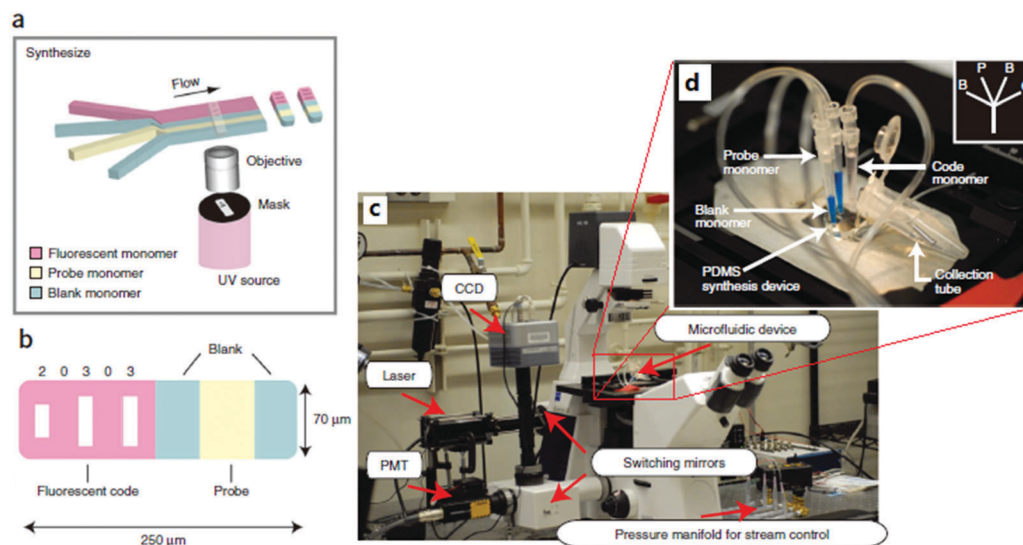 a
Synthesize
Flow
Objective
Mask
UV source
Fluorescent monomer
Probe monomer
Blank monomer
b
2 0 3 0 3
Blank
70 µm
Fluorescent code
Probe
250 µm
c
CCD
Laser
PMT
Microfluidic device
Switching mirrors
Pressure manifold for stream control
d
B P B
Probe
monomer
Code
monomer
Blank
monomer
PDMS
synthesis device
Collection
tube